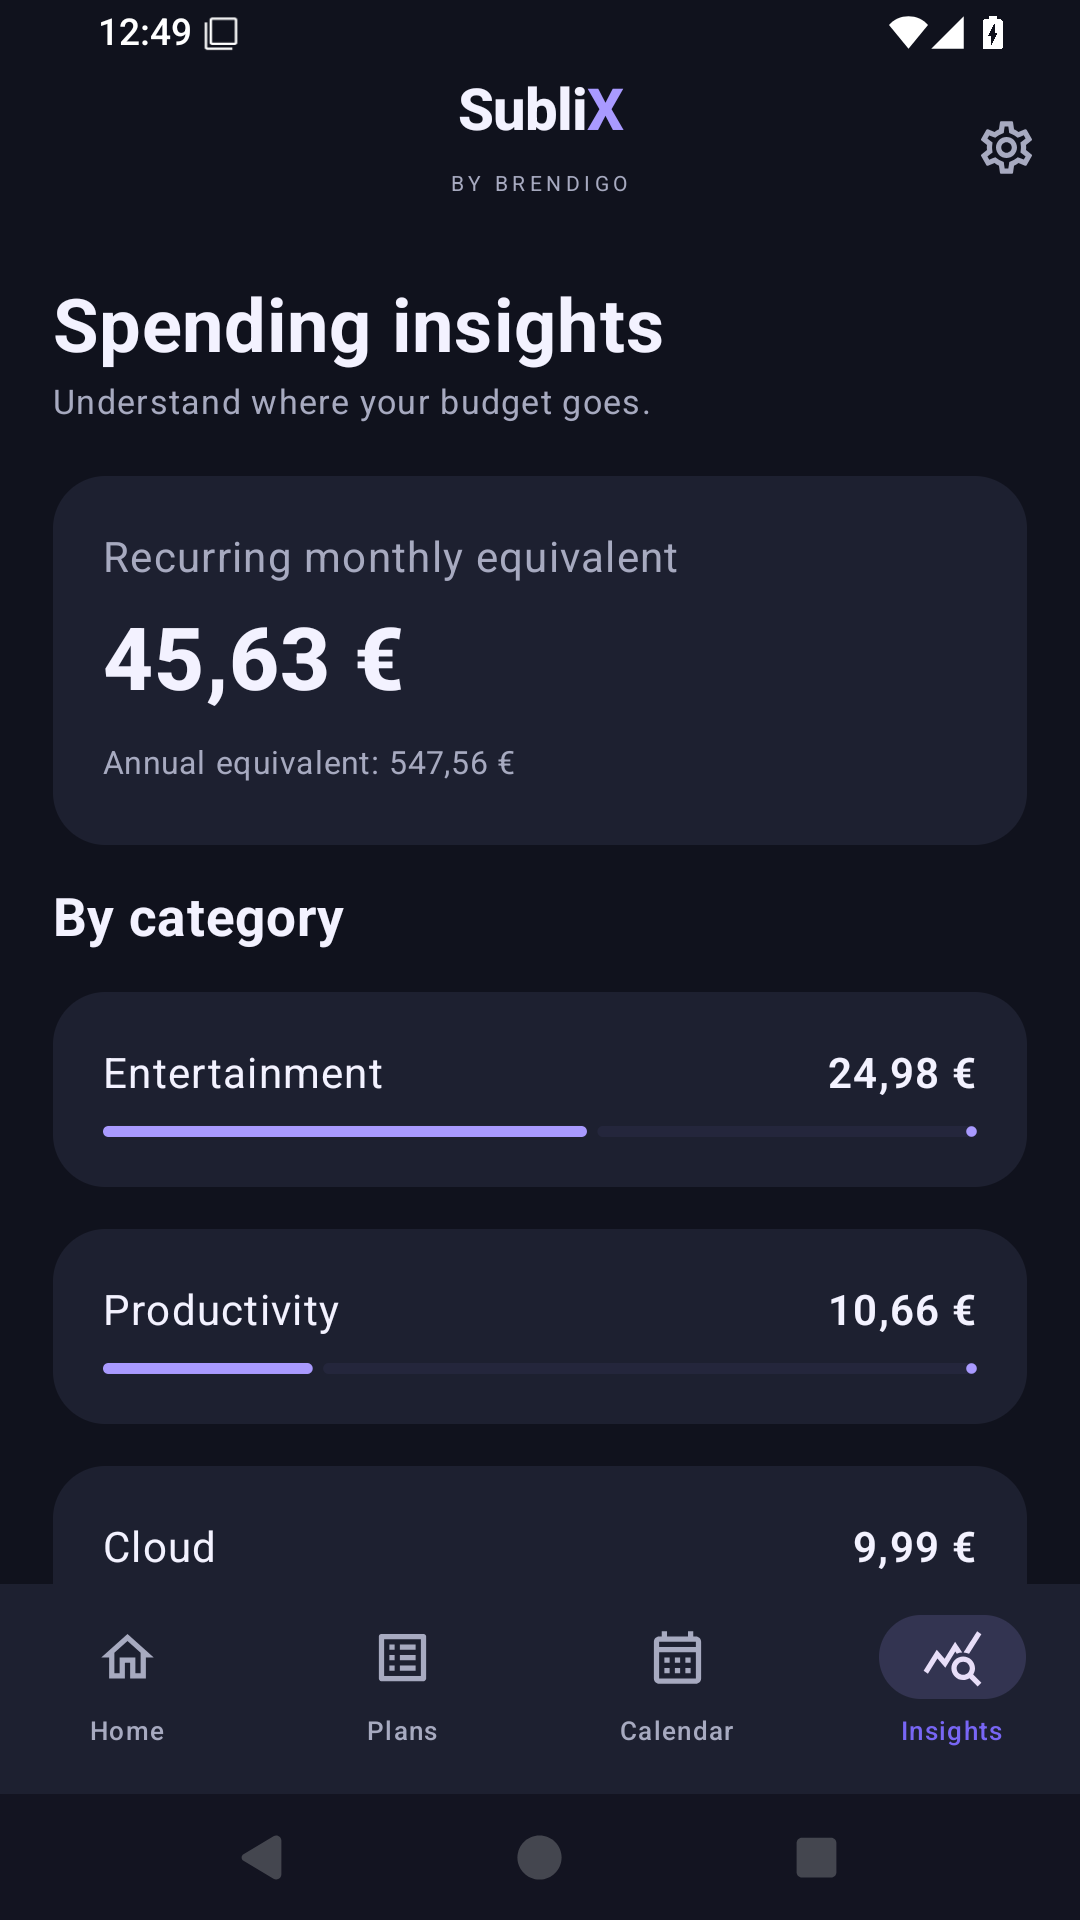 12:49
SubliX
BY BRENDIGO
Spending insights
Understand where your budget goes.
Recurring monthly equivalent
45,63 €
Annual equivalent: 547,56 €
By category
Entertainment 24,98 €
Productivity 10,66 €
Cloud 9,99 €
Home Plans Calendar Insights